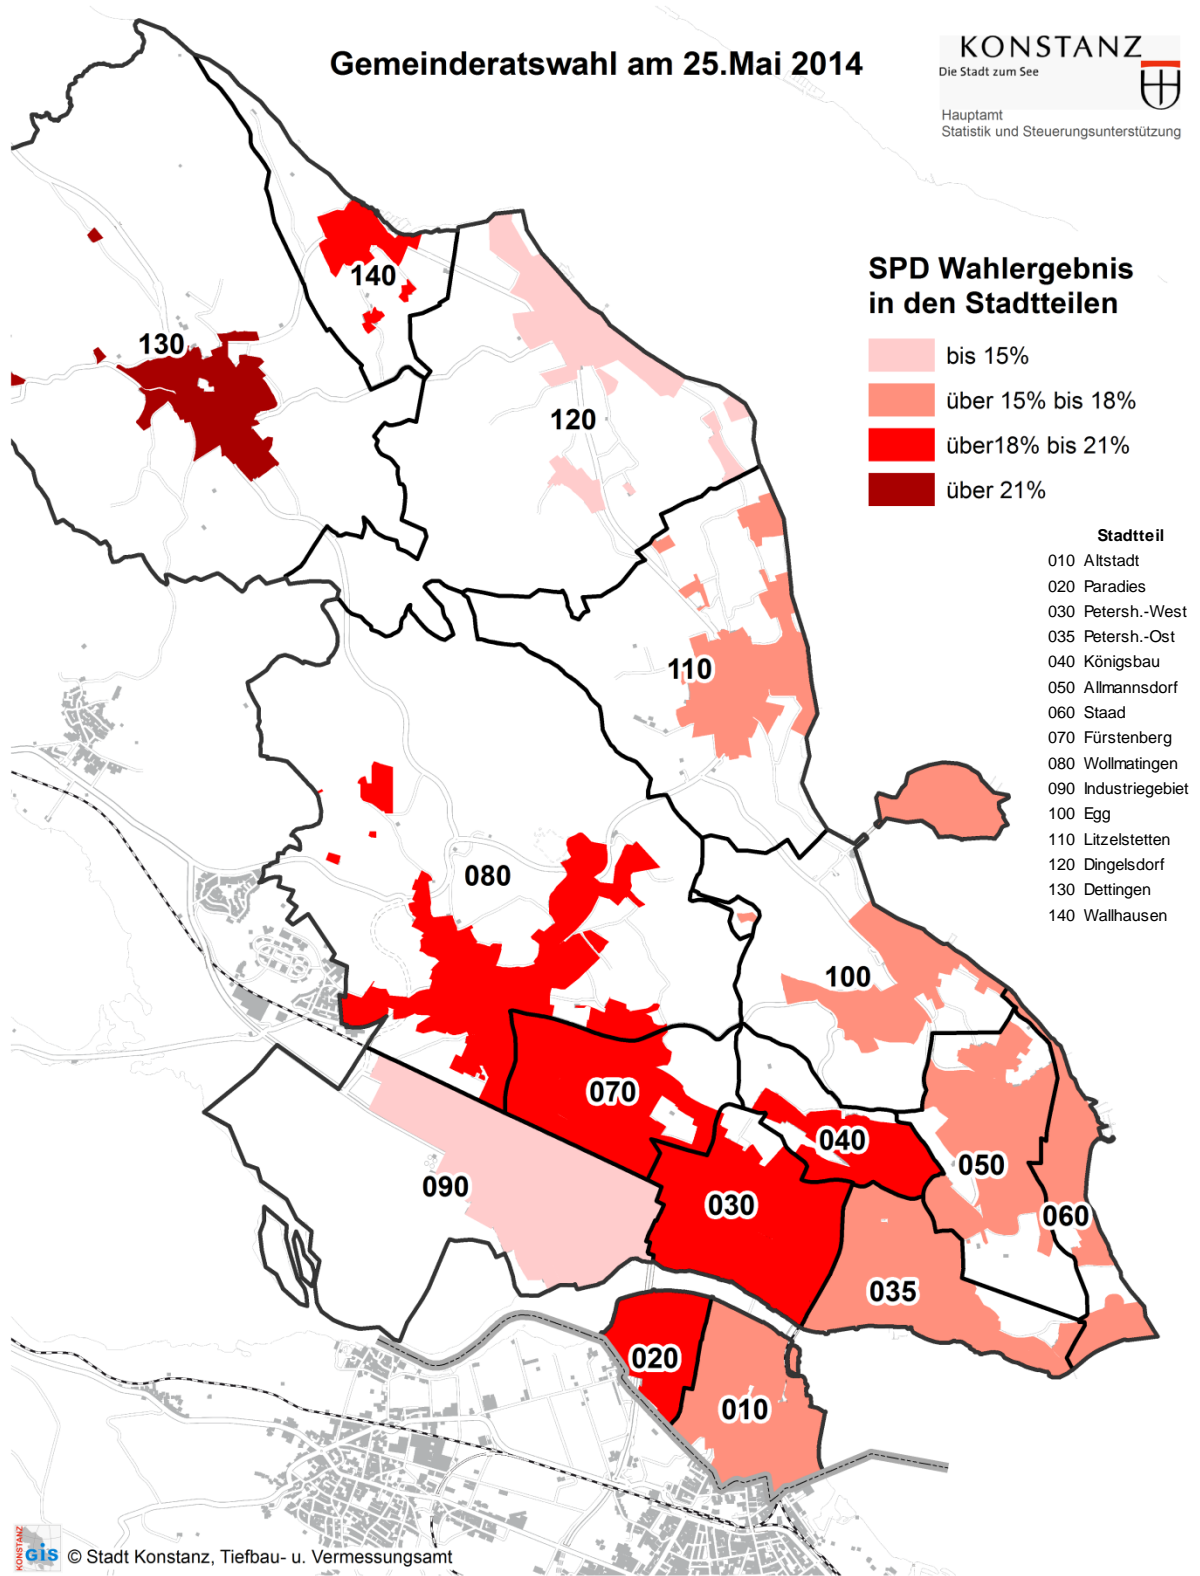 Gemeinderatswahl am 25.Mai 2014
KONSTANZ
Die Stadt zum See
Hauptamt
Statistik und Steuerungsunterstützung
SPD Wahlergebnis
in den Stadtteilen
bis 15%
über 15% bis 18%
über18% bis 21%
über 21%
Stadtteil
010 Altstadt
020 Paradies
030 Petersh.-West
035 Petersh.-Ost
040 Königsbau
050 Allmannsdorf
060 Staad
070 Fürstenberg
080 Wollmatingen
090 Industriegebiet
100 Egg
110 Litzelstetten
120 Dingelsdorf
130 Dettingen
140 Wallhausen
140
130
120
110
080
100
070
040
050
090
030
060
035
020
010
KONSTANZ
GIS
© Stadt Konstanz, Tiefbau- u. Vermessungsamt